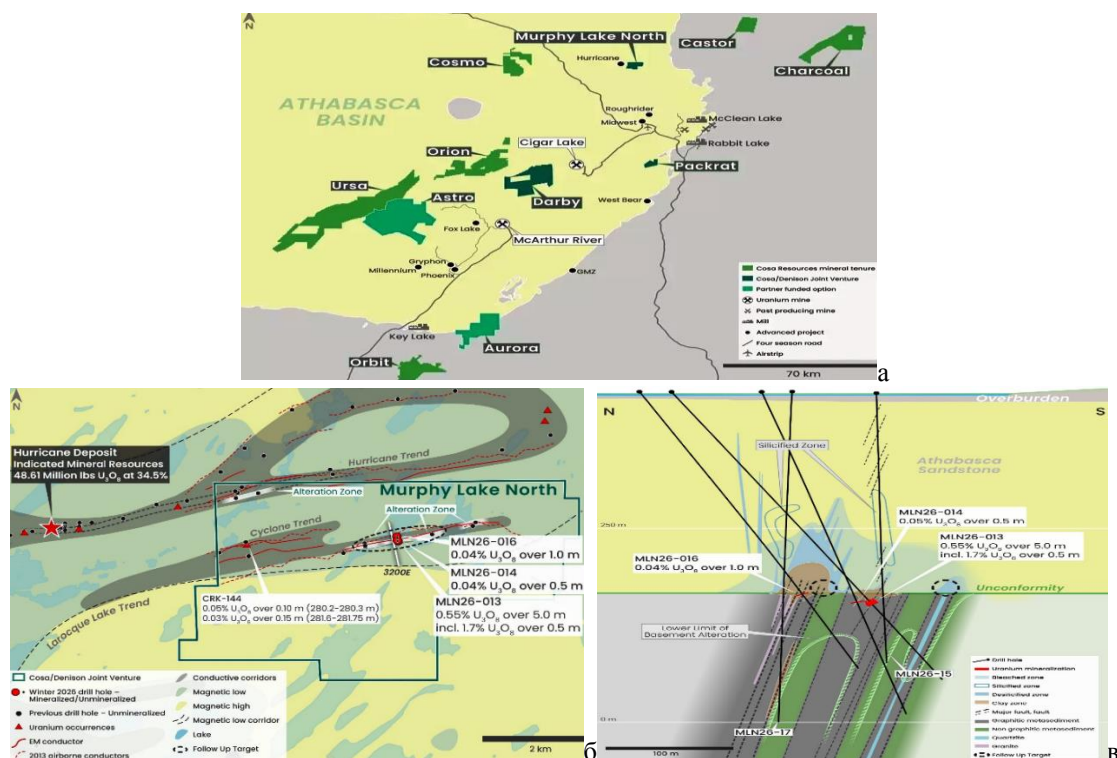 N
Murphy Lake North
Castor
Charcoal
Cosmo
Hurricane
ATHABASCA
BASIN
Roughrider
Midwest
McClean Lake
Cigar Lake
Rabbit Lake
Orion
Packrat
Ursa
Astro
Darby
West Bear
Fox Lake
McArthur River
Gryphon
Millennium
Phoenix
GMZ
Key Lake
Aurora
Orbit
Cosa Resources mineral tenure
Cosa/Denison Joint Venture
Partner funded option
Uranium mine
Past producing mine
Mill
Advanced project
Four season road
Airstrip
70 km
а
N
Hurricane Deposit
Indicated Mineral Resources
48.61 Million lbs U₃O₈ at 34.5%
Hurricane Trend
Alteration Zone
Murphy Lake North
Cyclone Trend
Alteration Zone
MLN26-016
0.04% U₃O₈ over 1.0 m
3200E
MLN26-014
0.04% U₃O₈ over 0.5 m
CRK-144
0.05% U₃O₈ over 0.10 m (280.2-280.3 m)
0.03% U₃O₈ over 0.15 m (281.6-281.75 m)
MLN26-013
0.55% U₃O₈ over 5.0 m
incl. 1.7% U₃O₈ over 0.5 m
Larocque Lake Trend
Cosa/Denison Joint Venture
Winter 2026 drill hole –
Mineralized/Unmineralized
Previous drill hole – Unmineralized
Uranium occurrences
EM conductor
2013 airborne conductors
Conductive corridors
Magnetic low
Magnetic high
Magnetic low corridor
Lake
Follow Up Target
2 km
б
N
S
Overburden
Silicified Zone
Athabasca
Sandstone
MLN26-014
0.05% U₃O₈ over 0.5 m
250 m
MLN26-016
0.04% U₃O₈ over 1.0 m
MLN26-013
0.55% U₃O₈ over 5.0 m
incl. 1.7% U₃O₈ over 0.5 m
Unconformity
Lower Limit of
Basement Alteration
MLN26-15
0 m
MLN26-17
100 m
Drill hole
Uranium mineralization
Bleached zone
Silicified zone
Desilicified zone
Clay zone
Major fault, fault
Graphitic metasediment
Non graphitic metasediment
Quartzite
Granite
Follow Up Target
в